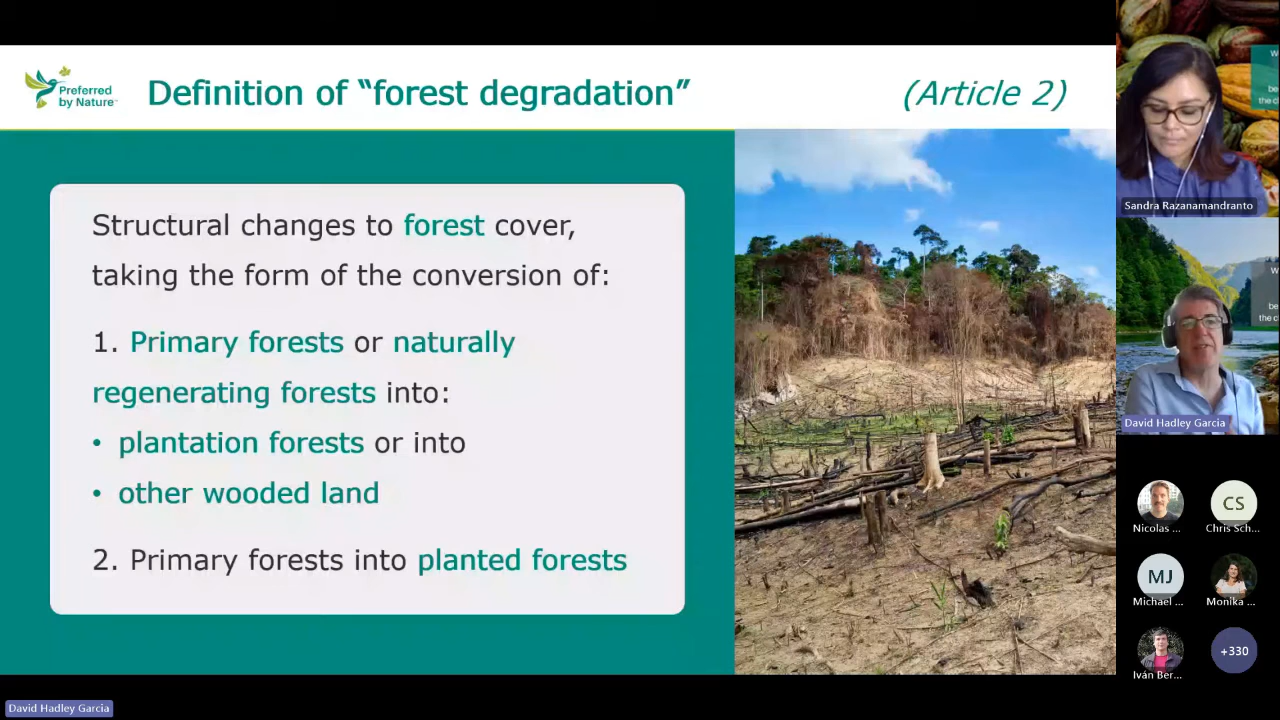 Preferred
by Nature™
Definition of “forest degradation”
(Article 2)
Structural changes to forest cover,
taking the form of the conversion of:
1. Primary forests or naturally
regenerating forests into:
• plantation forests or into
• other wooded land
2. Primary forests into planted forests
Sandra Razanamandranto
David Hadley Garcia
Nicolas ...
CS
Chris Sch...
MJ
Michael ...
Monika ...
Iván Ber...
+330
David Hadley Garcia